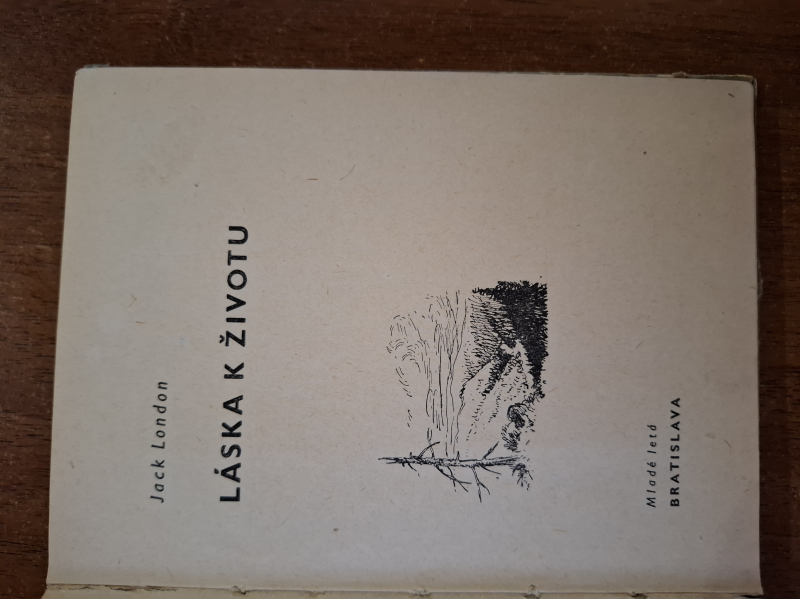 Jack London
LÁSKA K ŽIVOTU
Mladé letá
BRATISLAVA